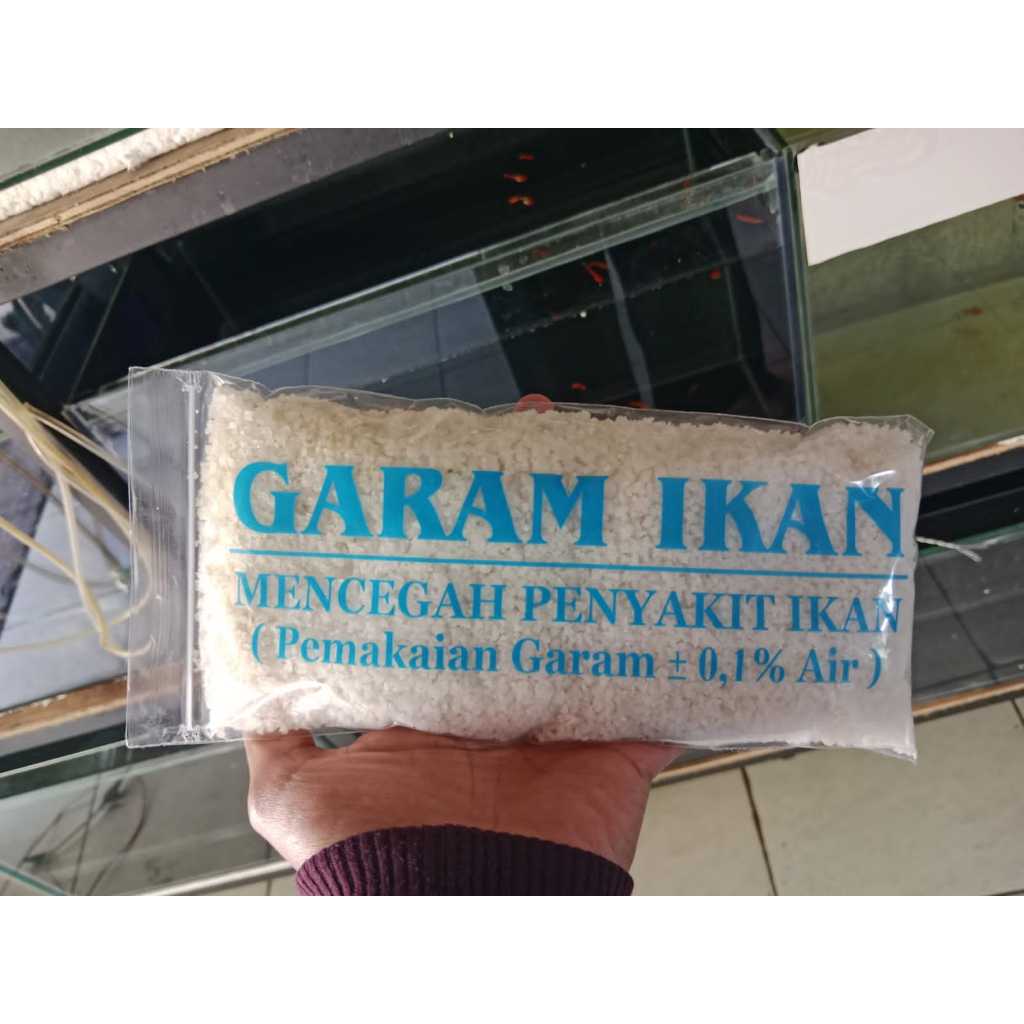 GARAM IKAN
MENCEGAH PENYAKIT IKAN
( Pemakaian Garam ± 0,1% Air )